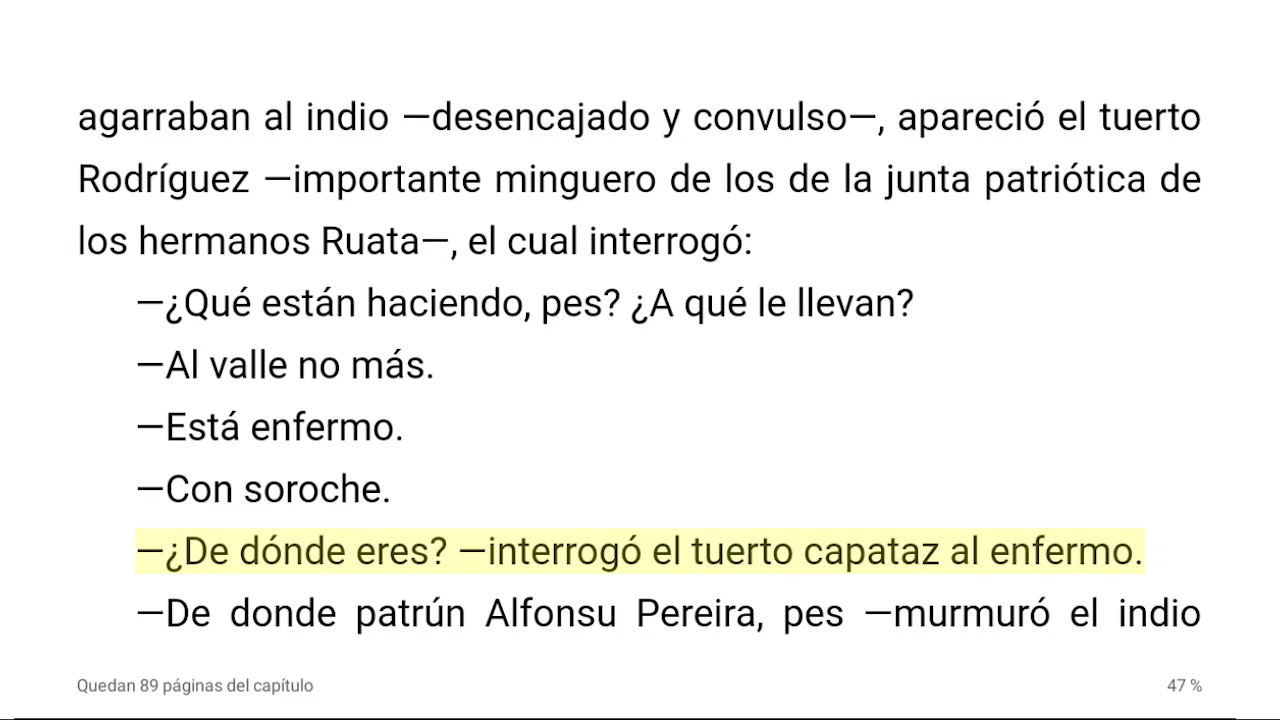 agarraban al indio —desencajado y convulso—, apareció el tuerto
Rodríguez —importante minguero de los de la junta patriótica de
los hermanos Ruata—, el cual interrogó:
—¿Qué están haciendo, pes? ¿A qué le llevan?
—Al valle no más.
—Está enfermo.
—Con soroche.
—¿De dónde eres? —interrogó el tuerto capataz al enfermo.
—De donde patrún Alfonsu Pereira, pes —murmuró el indio
Quedan 89 páginas del capítulo
47 %